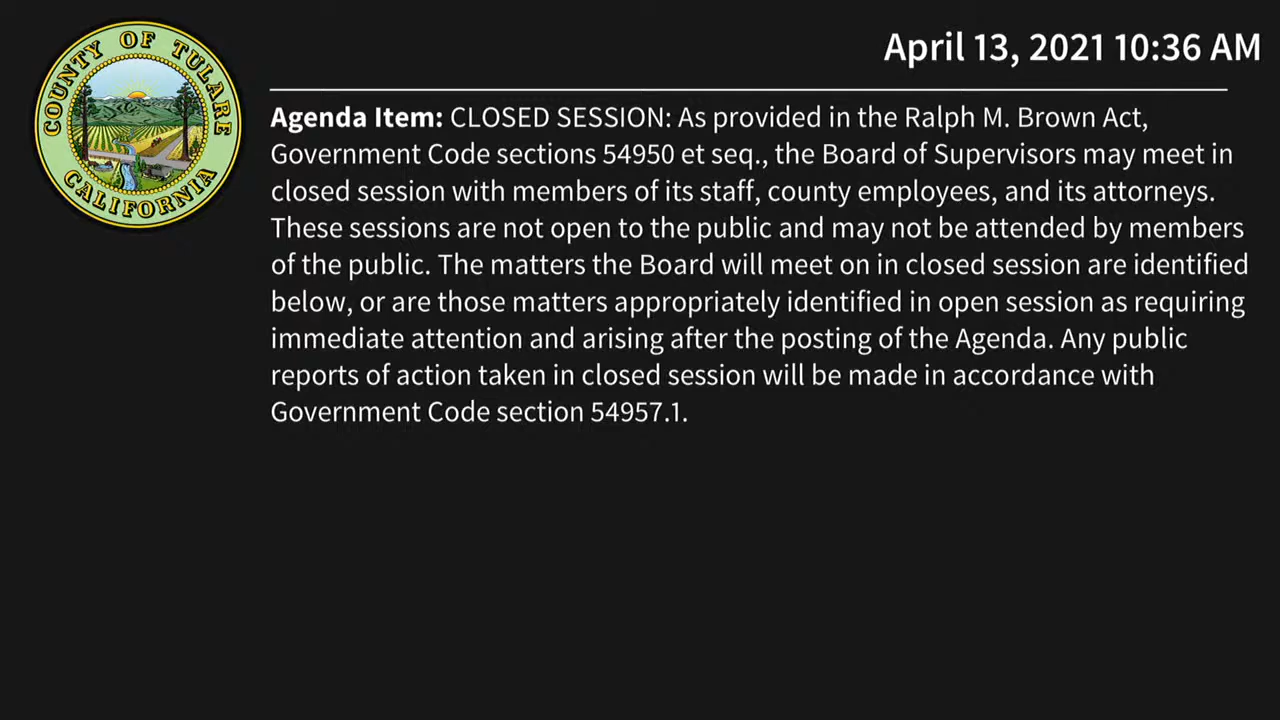 COUNTY OF TULARE
CALIFORNIA
April 13, 2021 10:36 AM
Agenda Item: CLOSED SESSION: As provided in the Ralph M. Brown Act,
Government Code sections 54950 et seq., the Board of Supervisors may meet in
closed session with members of its staff, county employees, and its attorneys.
These sessions are not open to the public and may not be attended by members
of the public. The matters the Board will meet on in closed session are identified
below, or are those matters appropriately identified in open session as requiring
immediate attention and arising after the posting of the Agenda. Any public
reports of action taken in closed session will be made in accordance with
Government Code section 54957.1.